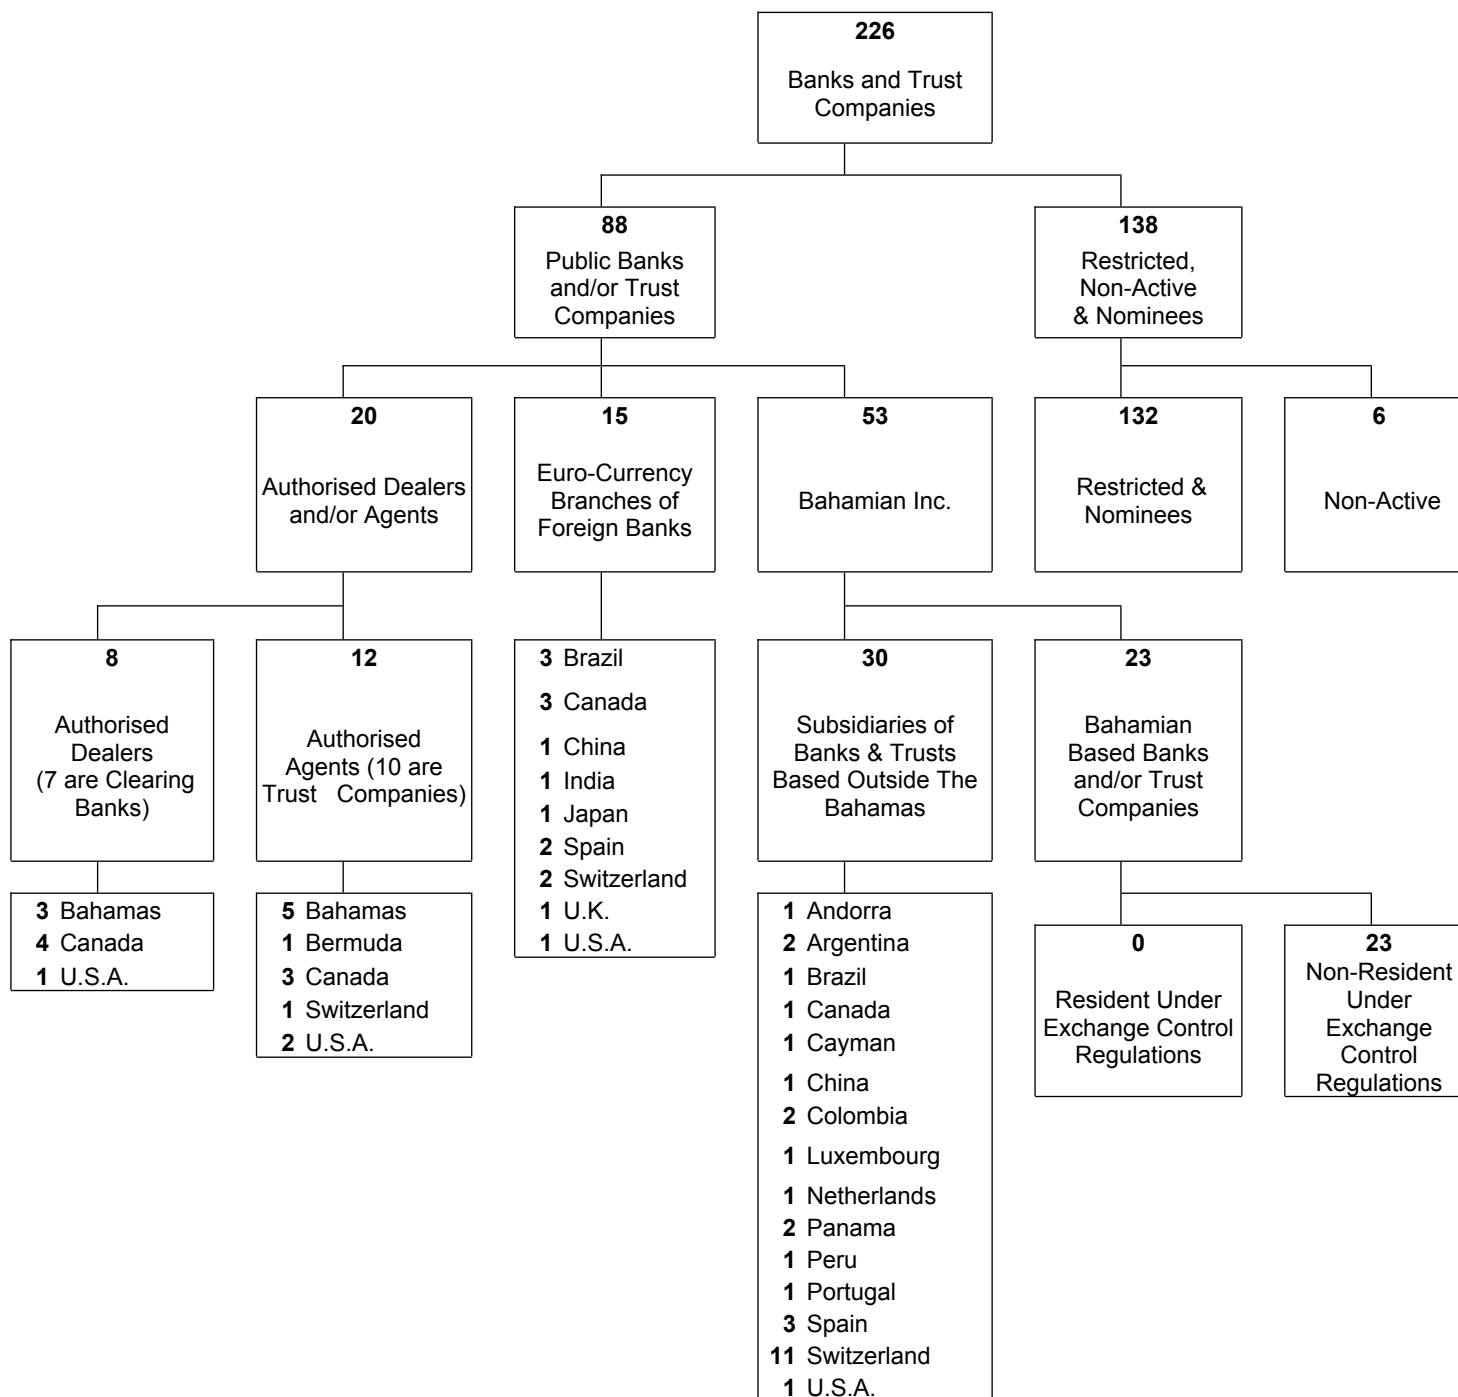 226
Banks and Trust
Companies
88
Public Banks
and/or Trust
Companies
138
Restricted,
Non-Active
& Nominees
20
Authorised Dealers
and/or Agents
15
Euro-Currency
Branches of
Foreign Banks
53
Bahamian Inc.
132
Restricted &
Nominees
6
Non-Active
8
Authorised
Dealers
(7 are Clearing
Banks)
12
Authorised
Agents (10 are
Trust Companies)
3 Brazil
3 Canada
1 China
1 India
1 Japan
2 Spain
2 Switzerland
1 U.K.
1 U.S.A.
30
Subsidiaries of
Banks & Trusts
Based Outside The
Bahamas
23
Bahamian
Based Banks
and/or Trust
Companies
3 Bahamas
4 Canada
1 U.S.A.
5 Bahamas
1 Bermuda
3 Canada
1 Switzerland
2 U.S.A.
1 Andorra
2 Argentina
1 Brazil
1 Canada
1 Cayman
1 China
2 Colombia
1 Luxembourg
1 Netherlands
2 Panama
1 Peru
1 Portugal
3 Spain
11 Switzerland
1 U.S.A.
0
Resident Under
Exchange Control
Regulations
23
Non-Resident
Under
Exchange
Control
Regulations